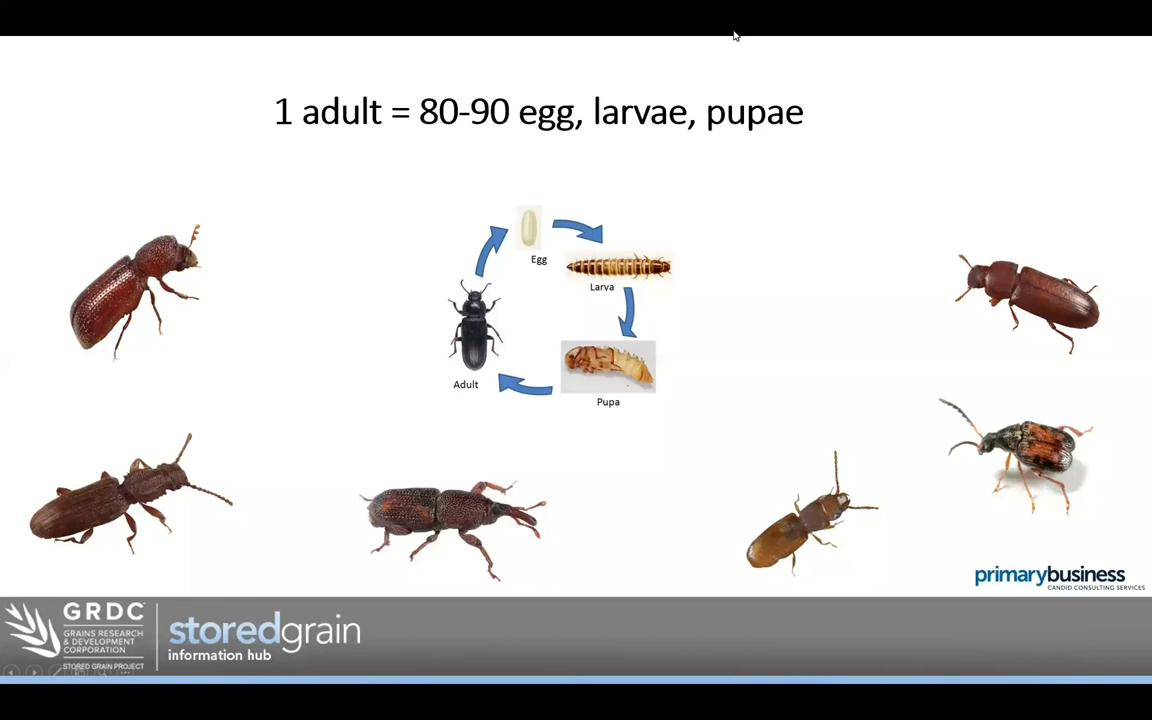 1 adult = 80-90 egg, larvae, pupae
Egg
Larva
Adult
Pupa
primarybusiness
CANDID CONSULTING SERVICES
GRDC
GRAINS RESEARCH
& DEVELOPMENT
CORPORATION
STORED GRAIN PROJECT
storedgrain
information hub